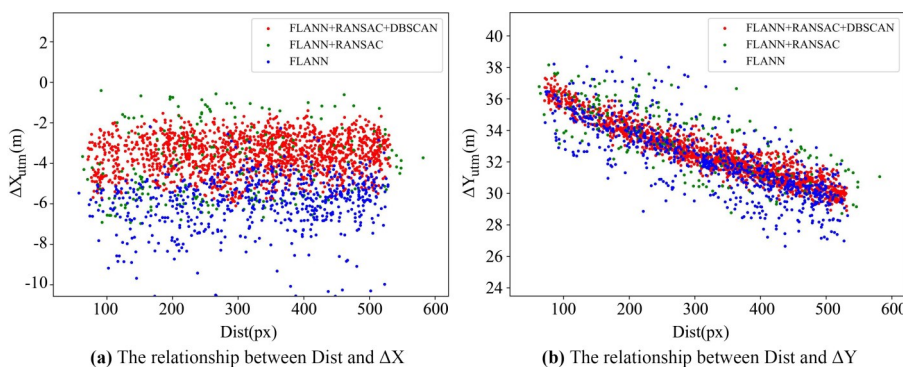 2
0
-2
-4
-6
-8
-10
ΔX_utm(m)
FLANN+RANSAC+DBSCAN
FLANN+RANSAC
FLANN
100 200 300 400 500 600
Dist(px)
(a) The relationship between Dist and ΔX
40
38
36
34
32
30
28
26
24
ΔY_utm(m)
FLANN+RANSAC+DBSCAN
FLANN+RANSAC
FLANN
100 200 300 400 500 600
Dist(px)
(b) The relationship between Dist and ΔY